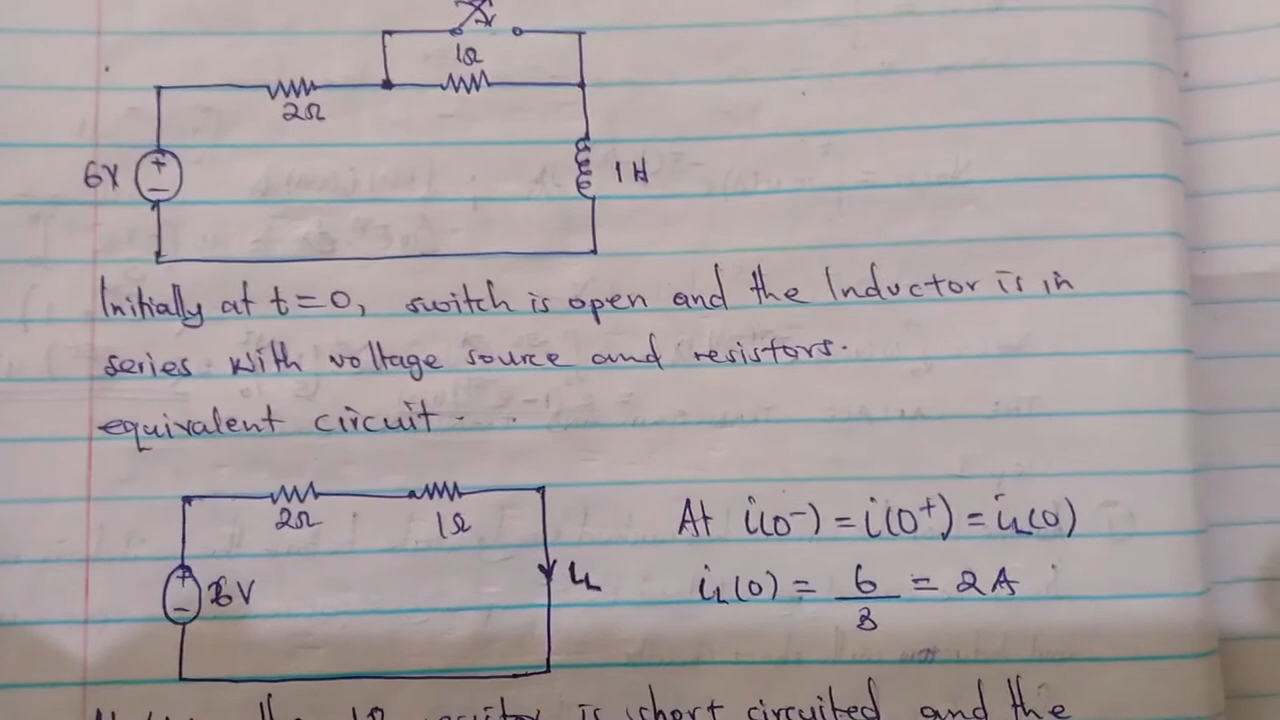 1Ω
2Ω
6V
1H
Initially at t=0, switch is open and the Inductor is in
series with voltage source and resistors.
equivalent circuit.
2Ω 1Ω
6V
iL
At i(0⁻) = i(0⁺) = iL(0)
iL(0) = 6/3 = 2A
is short circuited and the